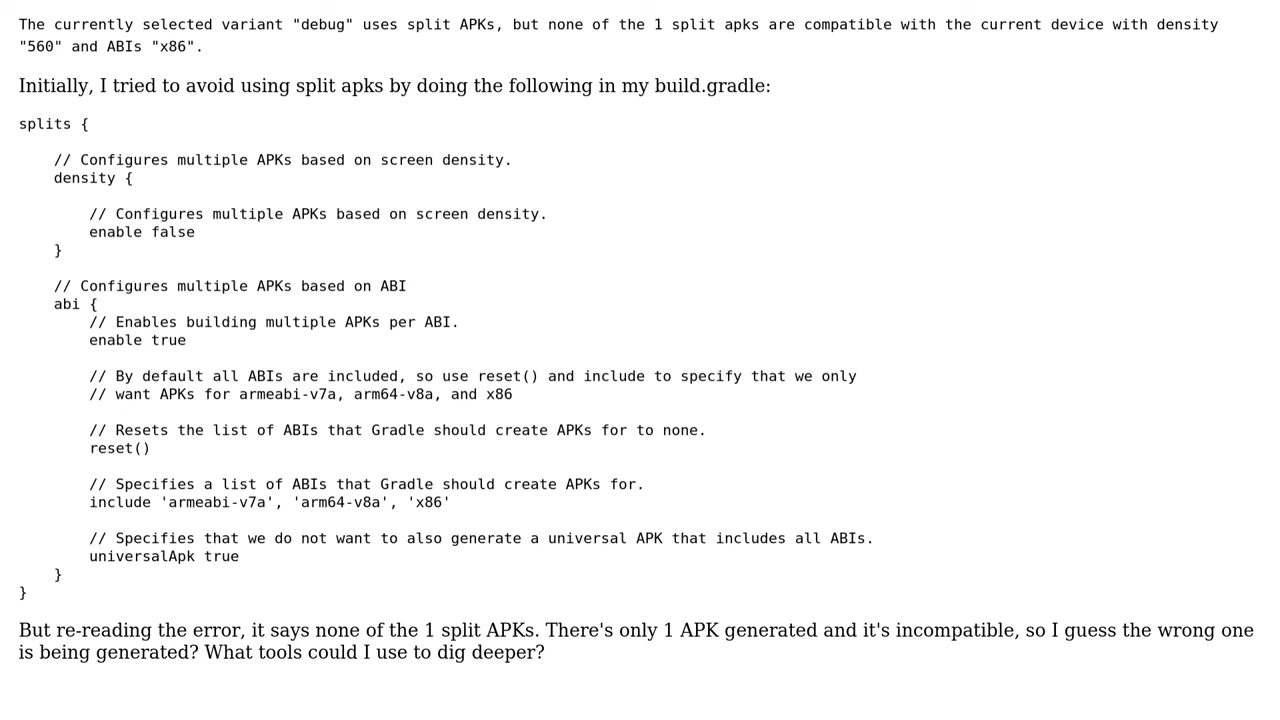 The currently selected variant "debug" uses split APKs, but none of the 1 split apks are compatible with the current device with density
"560" and ABIs "x86".
Initially, I tried to avoid using split apks by doing the following in my build.gradle:
splits {
    // Configures multiple APKs based on screen density.
    density {
        // Configures multiple APKs based on screen density.
        enable false
    }
    // Configures multiple APKs based on ABI
    abi {
        // Enables building multiple APKs per ABI.
        enable true
        // By default all ABIs are included, so use reset() and include to specify that we only
        // want APKs for armeabi-v7a, arm64-v8a, and x86
        // Resets the list of ABIs that Gradle should create APKs for to none.
        reset()
        // Specifies a list of ABIs that Gradle should create APKs for.
        include 'armeabi-v7a', 'arm64-v8a', 'x86'
        // Specifies that we do not want to also generate a universal APK that includes all ABIs.
        universalApk true
    }
}
But re-reading the error, it says none of the 1 split APKs. There's only 1 APK generated and it's incompatible, so I guess the wrong one
is being generated? What tools could I use to dig deeper?